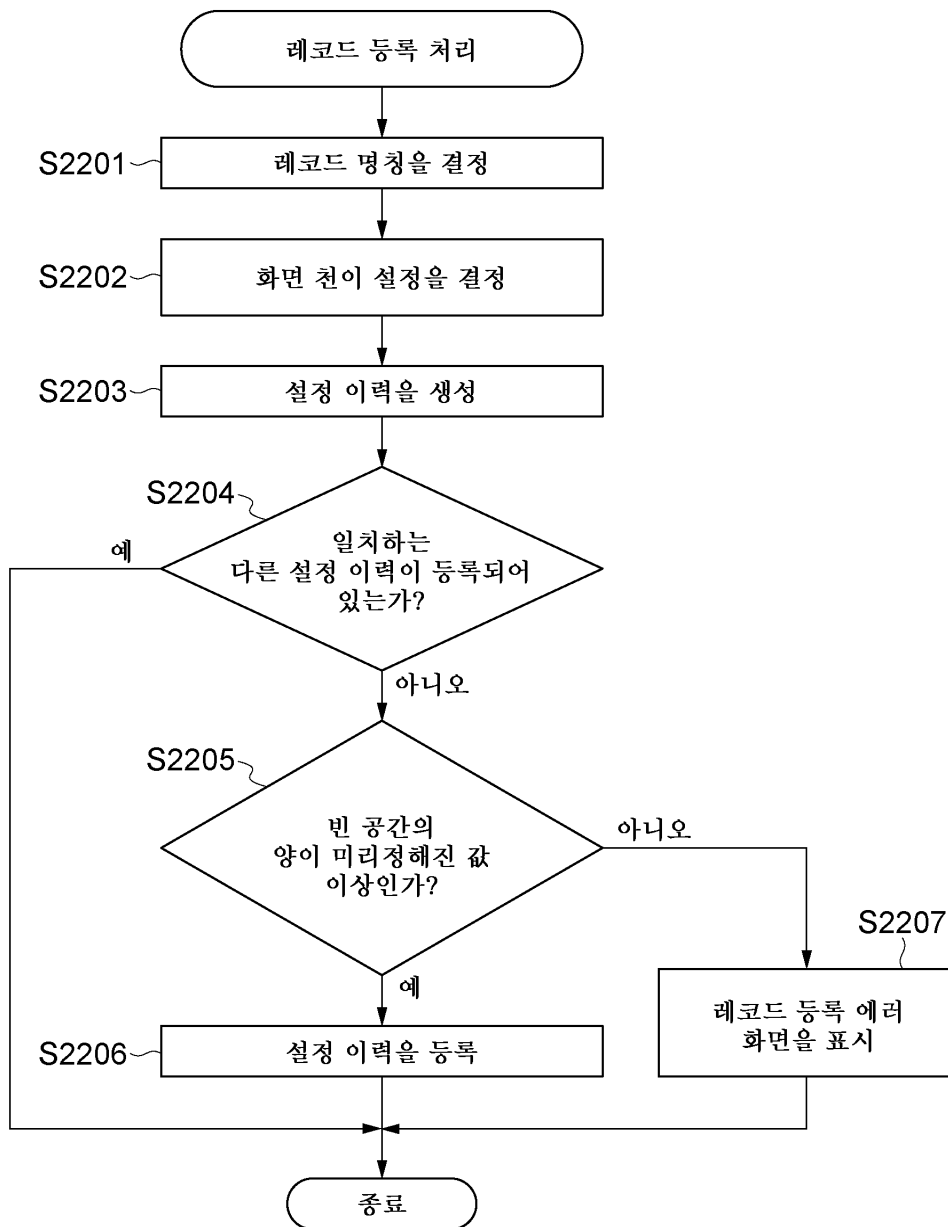 레코드 등록 처리
S2201
레코드 명칭을 결정
S2202
화면 천이 설정을 결정
S2203
설정 이력을 생성
S2204
예
일치하는
다른 설정 이력이 등록되어
있는가?
아니오
S2205
빈 공간의
양이 미리정해진 값
이상인가?
아니오
예
S2207
레코드 등록 에러
화면을 표시
S2206
설정 이력을 등록
종료